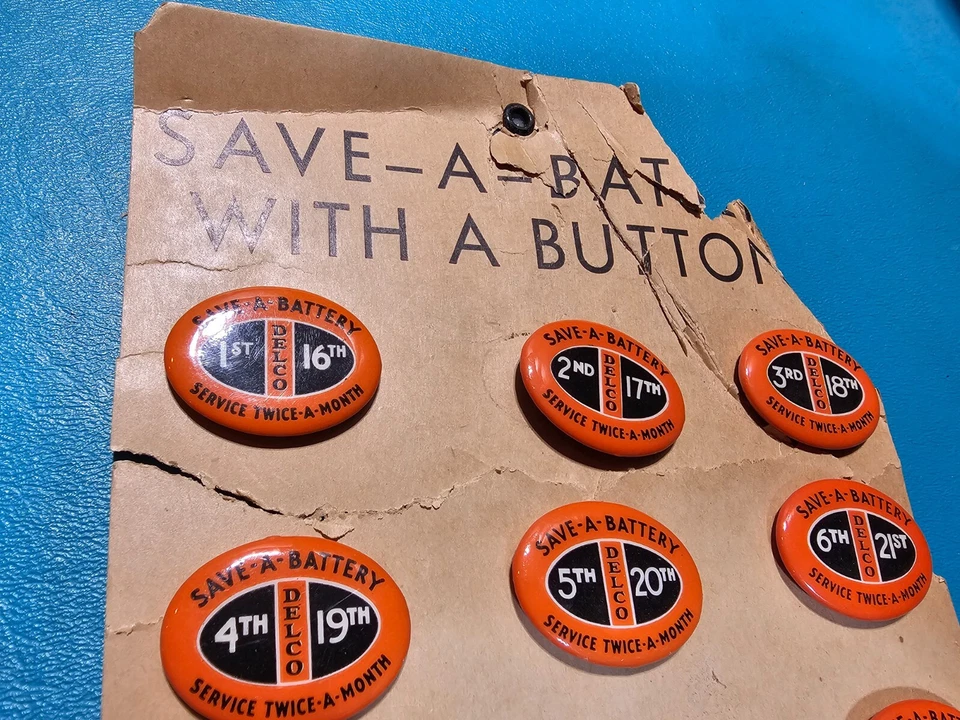 SAVE-A-BAT
WITH A BUTTON
SAVE-A-BATTERY
1ST DELCO 16TH
SERVICE TWICE-A-MONTH
SAVE-A-BATTERY
2ND DELCO 17TH
SERVICE TWICE-A-MONTH
SAVE-A-BATTERY
3RD DELCO 18TH
SERVICE TWICE-A-MONTH
SAVE-A-BATTERY
4TH DELCO 19TH
SERVICE TWICE-A-MONTH
SAVE-A-BATTERY
5TH DELCO 20TH
SERVICE TWICE-A-MONTH
SAVE-A-BATTERY
6TH DELCO 21ST
SERVICE TWICE-A-MONTH